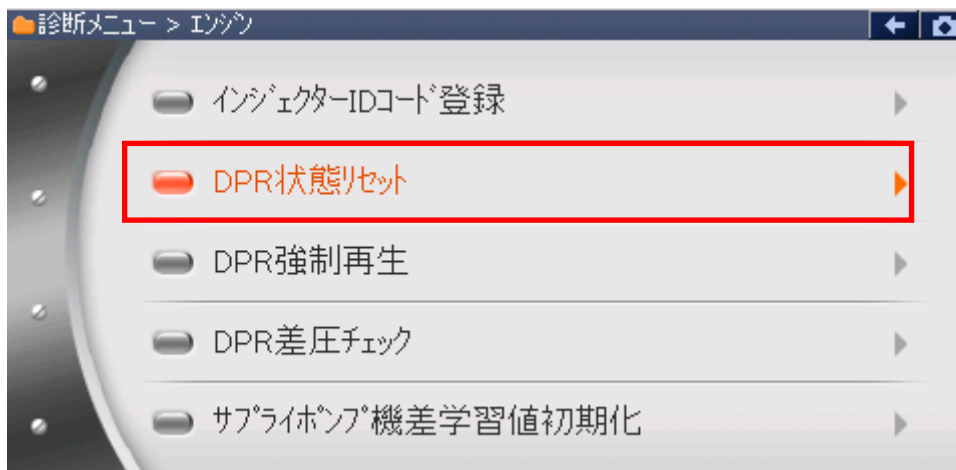 診断メニュー > エンジン
インジェクターIDコード登録
DPR状態リセット
DPR強制再生
DPR差圧チェック
サプライポンプ機差学習値初期化